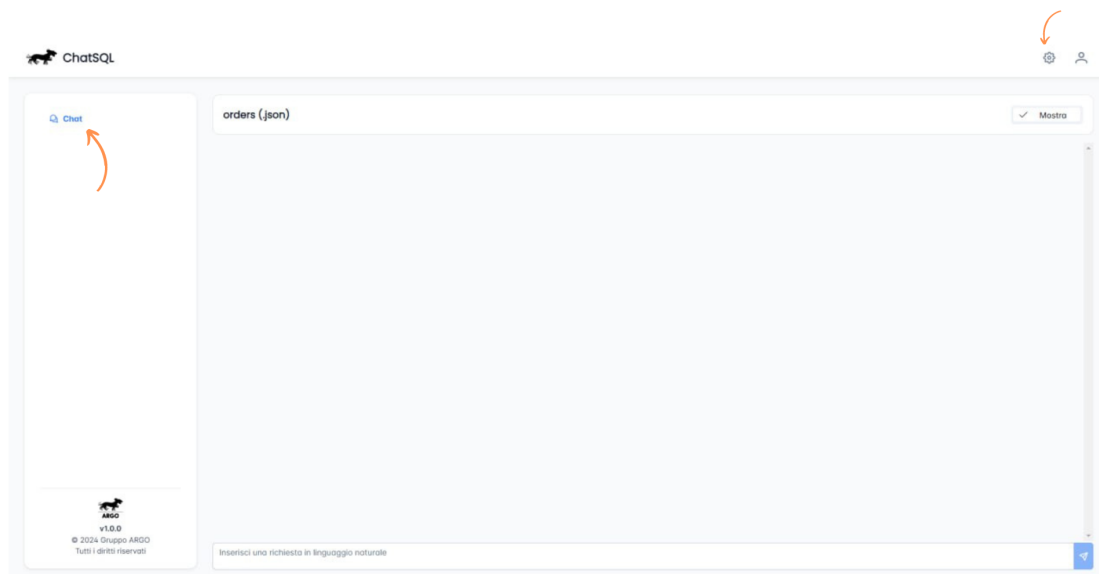 ChatSQL
Chat
orders (.json)
Mostra
ARGO
v1.0.0
© 2024 Gruppo ARGO
Tutti i diritti riservati
Inserisci una richiesta in linguaggio naturale